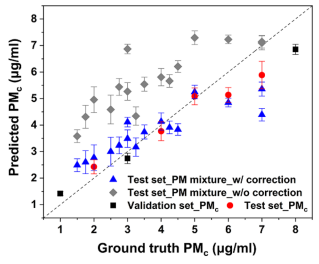 Predicted PMc (μg/ml)
8
7
6
5
4
3
2
1
0
Test set_PM mixture_w/ correction
Test set_PM mixture_w/o correction
Validation set_PMc
Test set_PMc
1 2 3 4 5 6 7 8
Ground truth PMc (μg/ml)